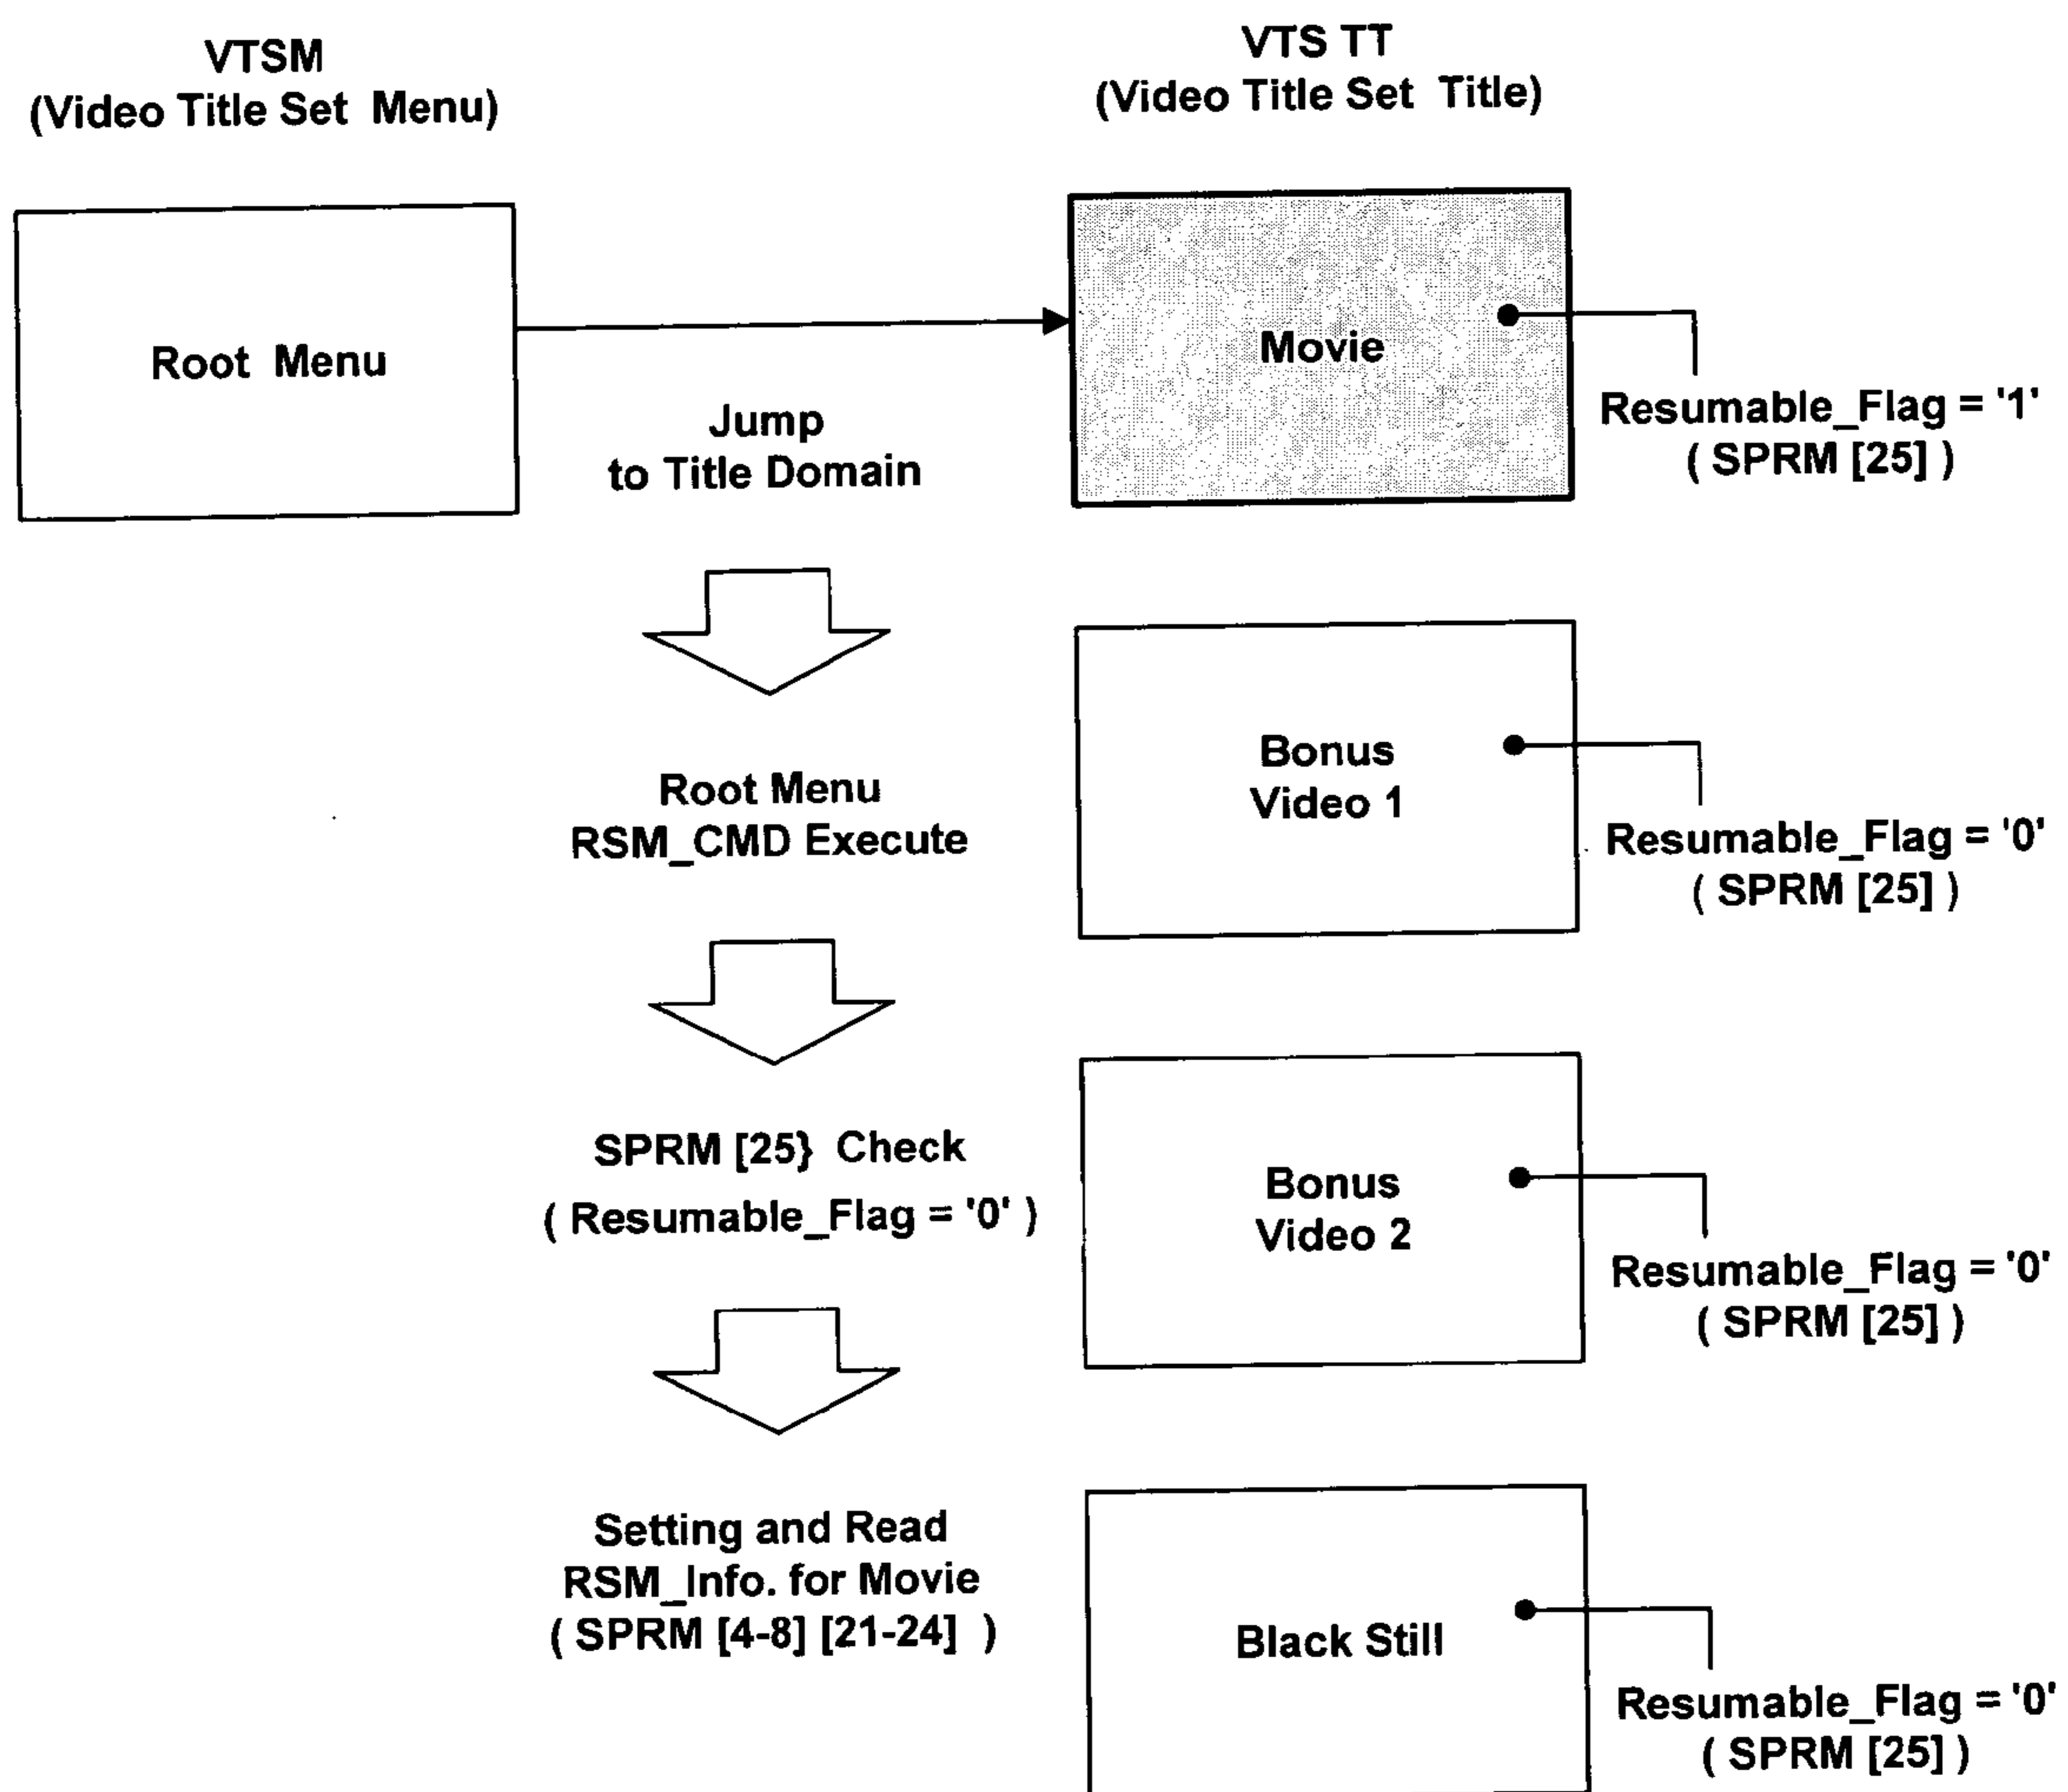 VTSM
(Video Title Set Menu)
VTS TT
(Video Title Set Title)
Root Menu
Jump
to Title Domain
Movie
Resumable_Flag = '1'
( SPRM [25] )
Root Menu
RSM_CMD Execute
Bonus
Video 1
Resumable_Flag = '0'
( SPRM [25] )
SPRM [25} Check
( Resumable_Flag = '0' )
Bonus
Video 2
Resumable_Flag = '0'
( SPRM [25] )
Setting and Read
RSM_Info. for Movie
( SPRM [4-8] [21-24] )
Black Still
Resumable_Flag = '0'
( SPRM [25] )